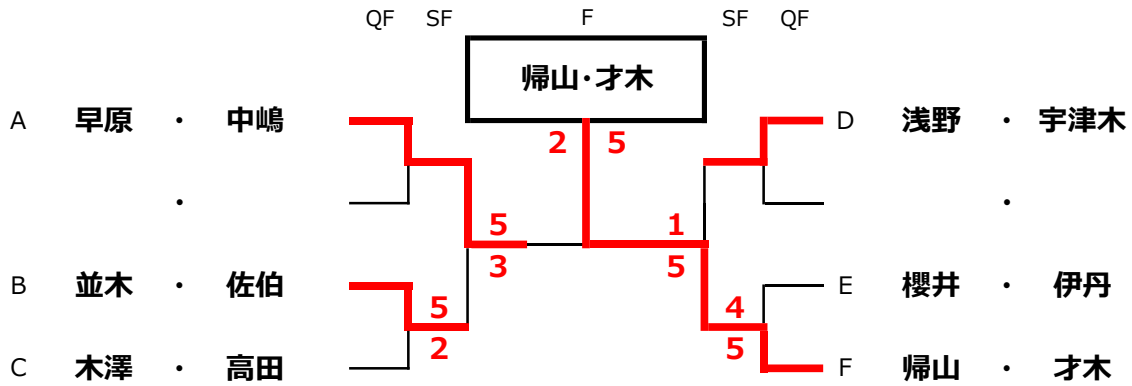 QF SF F SF QF
帰山・才木
A 早原 ・ 中嶋 D 浅野 ・ 宇津木
2 5
・ ・
5 1
3 5
B 並木 ・ 佐伯 E 櫻井 ・ 伊丹
5 4
2 5
C 木澤 ・ 高田 F 帰山 ・ 才木